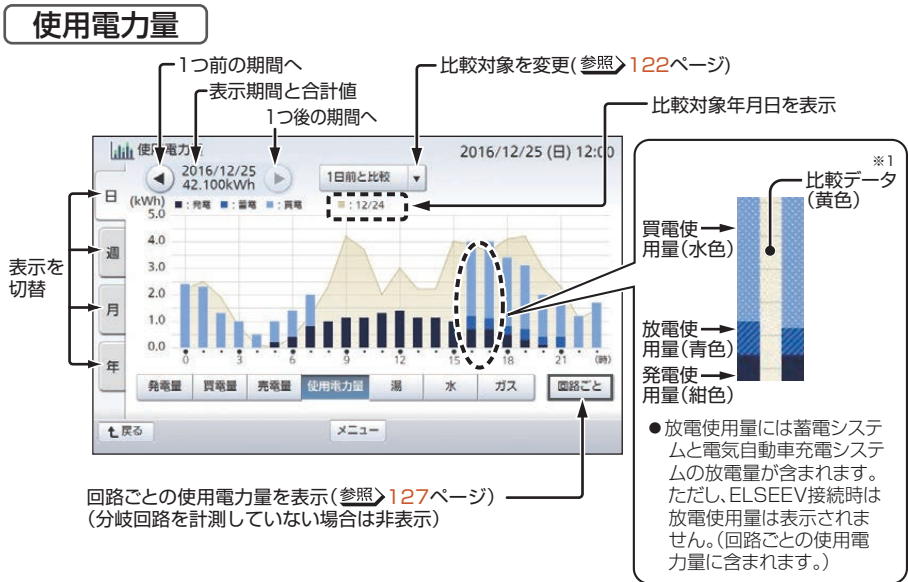 使用電力量
1つ前の期間へ
表示期間と合計値
1つ後の期間へ
比較対象を変更(参照 122ページ)
比較対象年月日を表示
2016/12/25 (日) 12:00
2016/12/25
42.100kWh
1日前と比較
(kWh) ■:発電 ■:蓄電 ■:買電
■:12/24
5.0
4.0
3.0
2.0
1.0
0.0
0 3 6 9 12 15 18 21 (時)
日
週
月
年
表示を
切替
発電量 買電量 売電量 使用電力量 湯 水 ガス 回路ごと
戻る
メニュー
回路ごとの使用電力量を表示(参照 127ページ)
(分岐回路を計測していない場合は非表示)
※1
比較データ
(黄色)
買電使
用量(水色)
放電使
用量(青色)
発電使
用量(紺色)
●放電使用量には蓄電システ
ムと電気自動車充電システ
ムの放電量が含まれます。
ただし、ELSEEV接続時は
放電使用量は表示されま
せん。(回路ごとの使用電
力量に含まれます。)